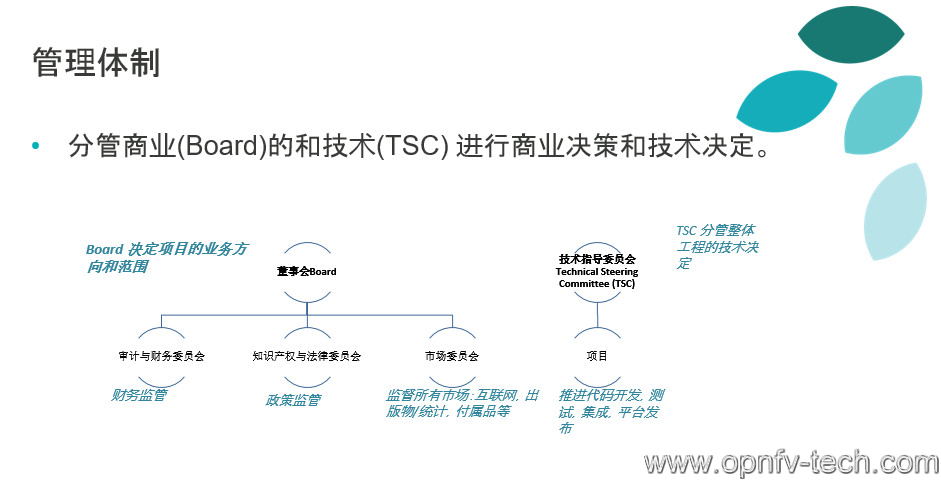 管理体制
• 分管商业(Board)的和技术(TSC) 进行商业决策和技术决定。
Board 决定项目的业务方
向和范围
董事会Board
技术指导委员会
Technical Steering
Committee (TSC)
TSC 分管整体
工程的技术决
定
审计与财务委员会
知识产权与法律委员会
市场委员会
项目
财务监管
政策监管
监督所有市场:互联网, 出
版物/统计, 付属品等
推进代码开发, 测
试, 集成, 平台发
布
www.opnfv-tech.com